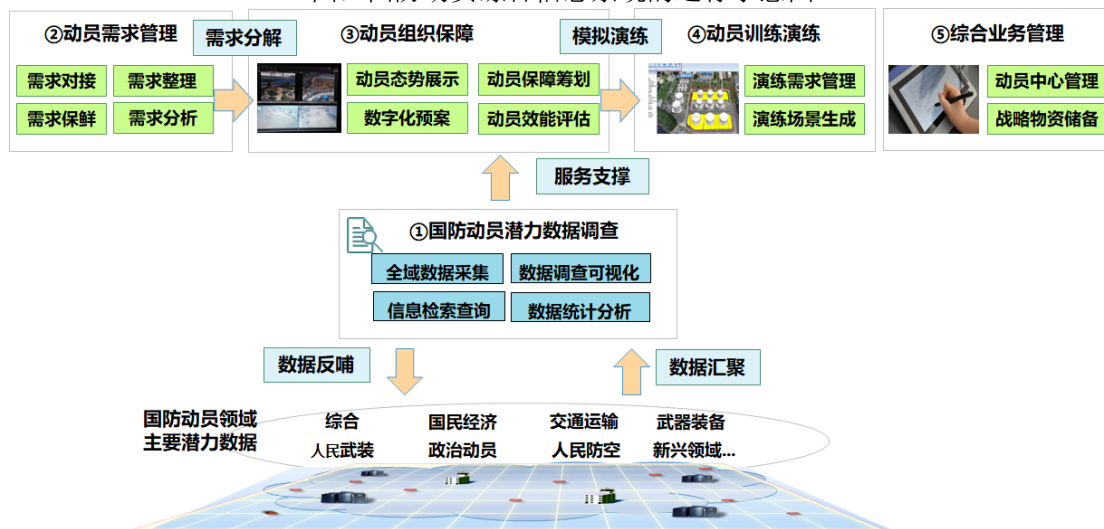 ②动员需求管理
需求对接
需求整理
需求保鲜
需求分析
需求分解
③动员组织保障
动员态势展示
动员保障筹划
数字化预案
动员效能评估
模拟演练
④动员训练演练
演练需求管理
演练场景生成
⑤综合业务管理
动员中心管理
战略物资储备
服务支撑
①国防动员潜力数据调查
全域数据采集
数据调查可视化
信息检索查询
数据统计分析
数据反哺
数据汇聚
国防动员领域
主要潜力数据
综合
国民经济
交通运输
武器装备
人民武装
政治动员
人民防空
新兴领域...